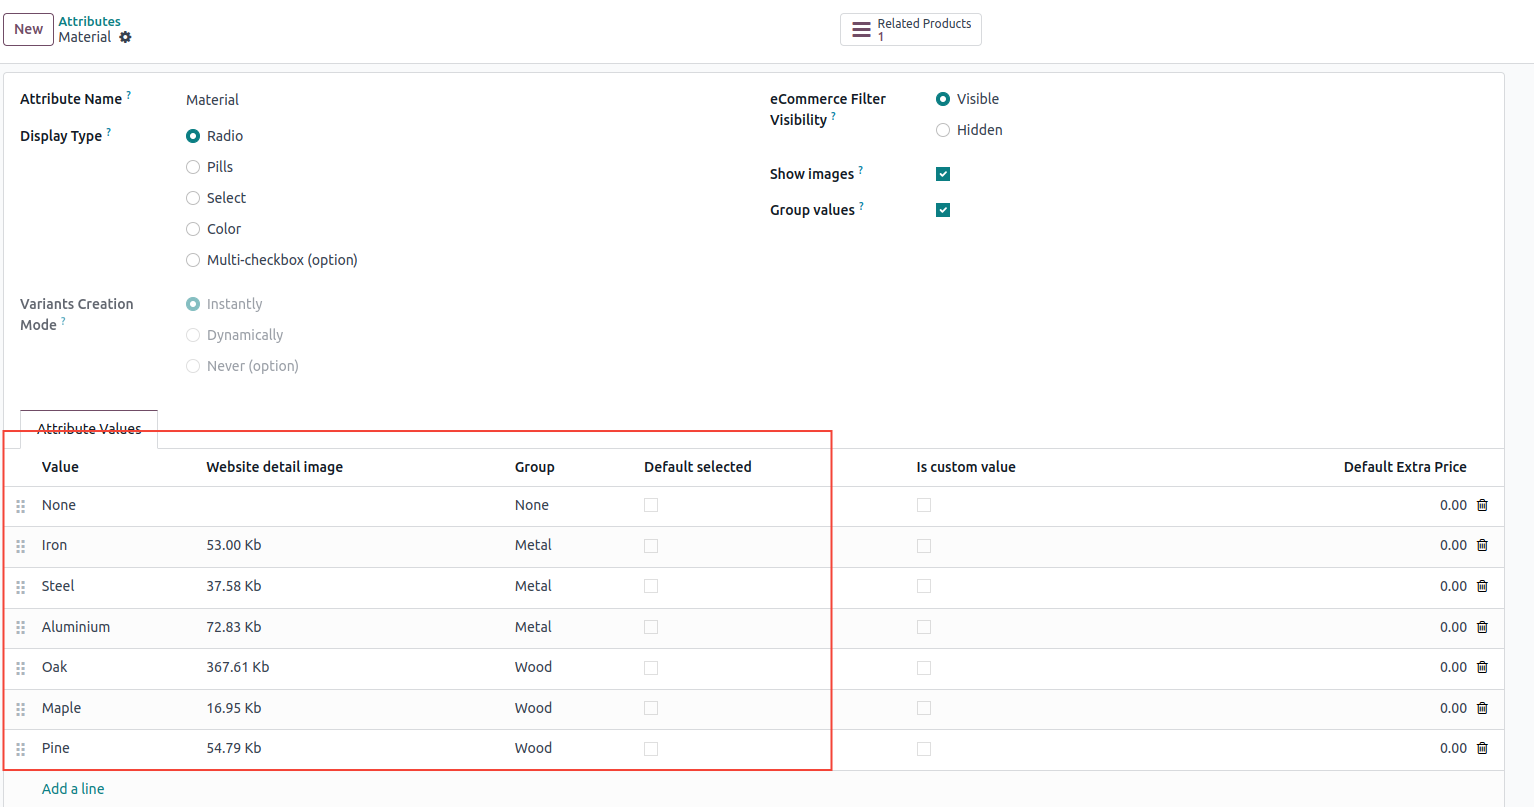 New
Attributes
Material
Related Products
1
Attribute Name ?
Material
Display Type ?
Radio
Pills
Select
Color
Multi-checkbox (option)
Variants Creation
Mode ?
Instantly
Dynamically
Never (option)
eCommerce Filter
Visibility ?
Visible
Hidden
Show images ?
Group values ?
Attribute Values
Value Website detail image Group Default selected Is custom value Default Extra Price
None None 0.00
Iron 53.00 Kb Metal 0.00
Steel 37.58 Kb Metal 0.00
Aluminium 72.83 Kb Metal 0.00
Oak 367.61 Kb Wood 0.00
Maple 16.95 Kb Wood 0.00
Pine 54.79 Kb Wood 0.00
Add a line